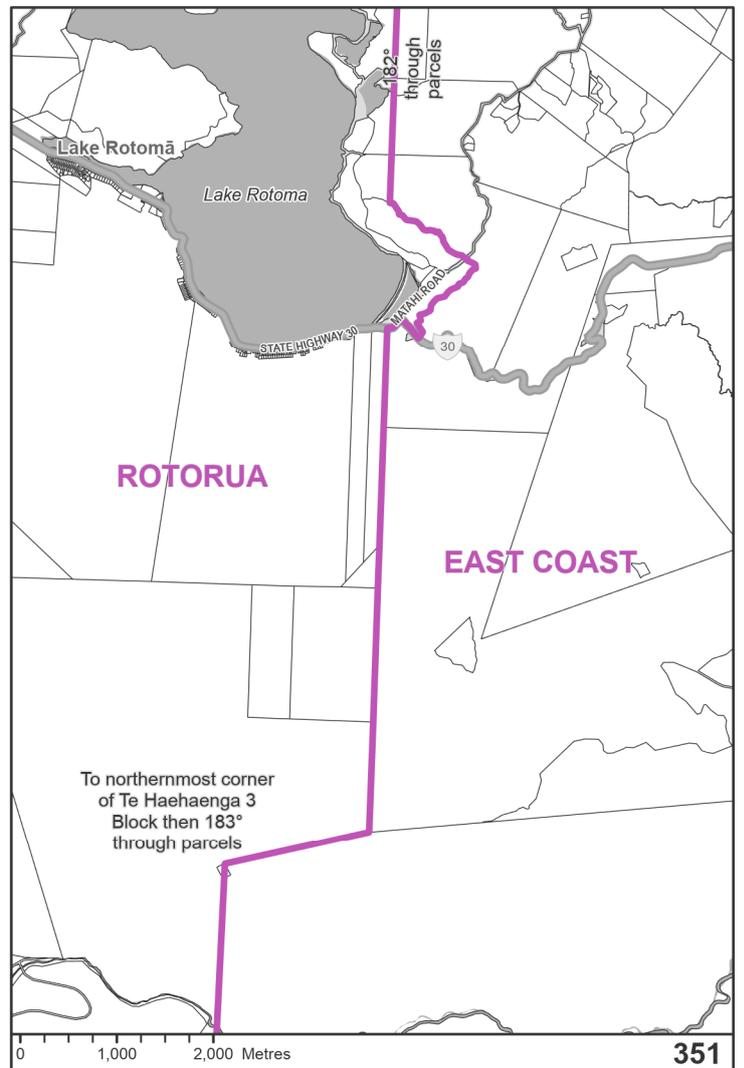 182°
through
parcels
Lake Rotomā
Lake Rotoma
MATAHI ROAD
STATE HIGHWAY 30
30
ROTORUA
EAST COAST
To northernmost corner
of Te Haehaenga 3
Block then 183°
through parcels
0 1,000 2,000 Metres
351